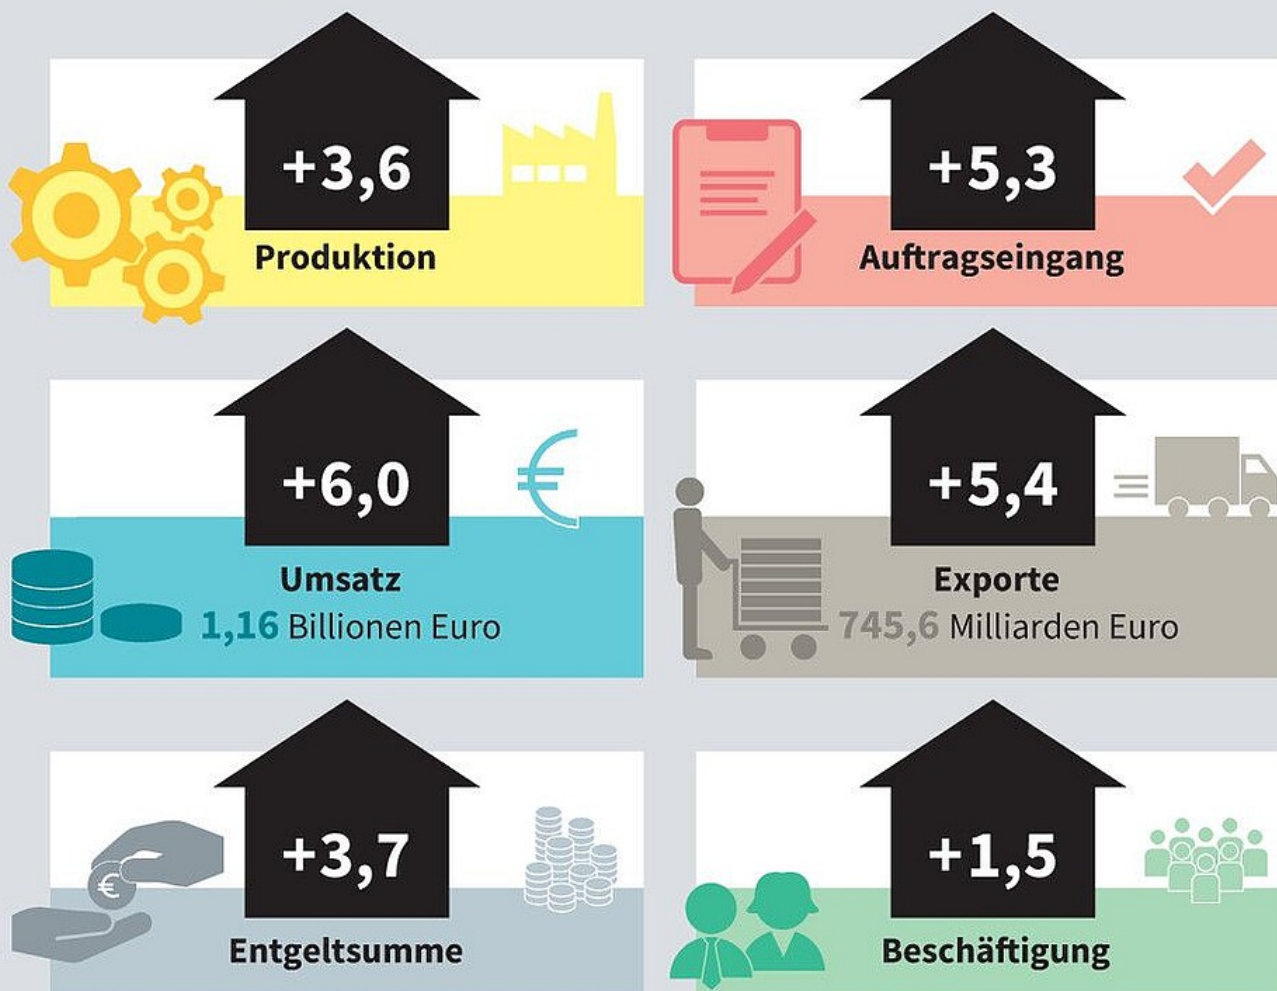 +3,6
Produktion
+5,3
Auftragseingang
+6,0
€
Umsatz
1,16 Billionen Euro
+5,4
Exporte
745,6 Milliarden Euro
+3,7
€
Entgeltsumme
+1,5
Beschäftigung